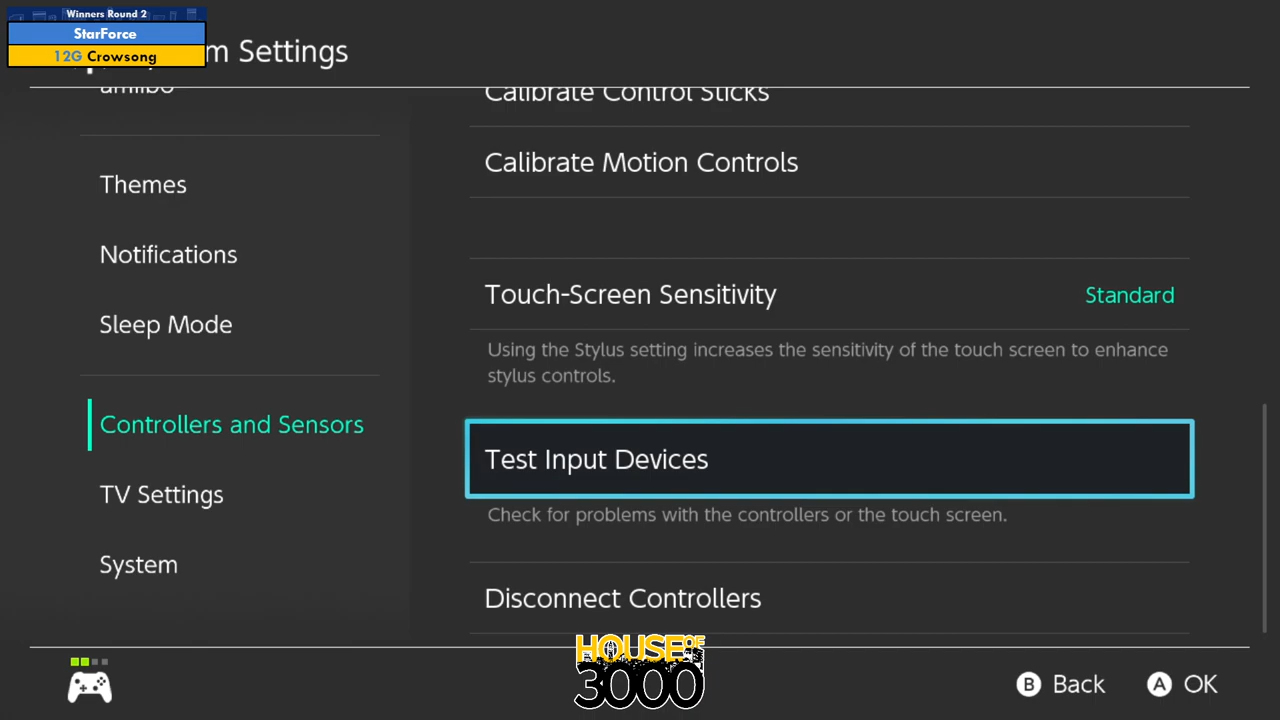 Winners Round 2
StarForce
12G Crowsong
m Settings
amiibo
Themes
Notifications
Sleep Mode
Controllers and Sensors
TV Settings
System
Calibrate Control Sticks
Calibrate Motion Controls
Touch-Screen Sensitivity
Standard
Using the Stylus setting increases the sensitivity of the touch screen to enhance
stylus controls.
Test Input Devices
Check for problems with the controllers or the touch screen.
Disconnect Controllers
HOUSE OF
3000
B Back
A OK